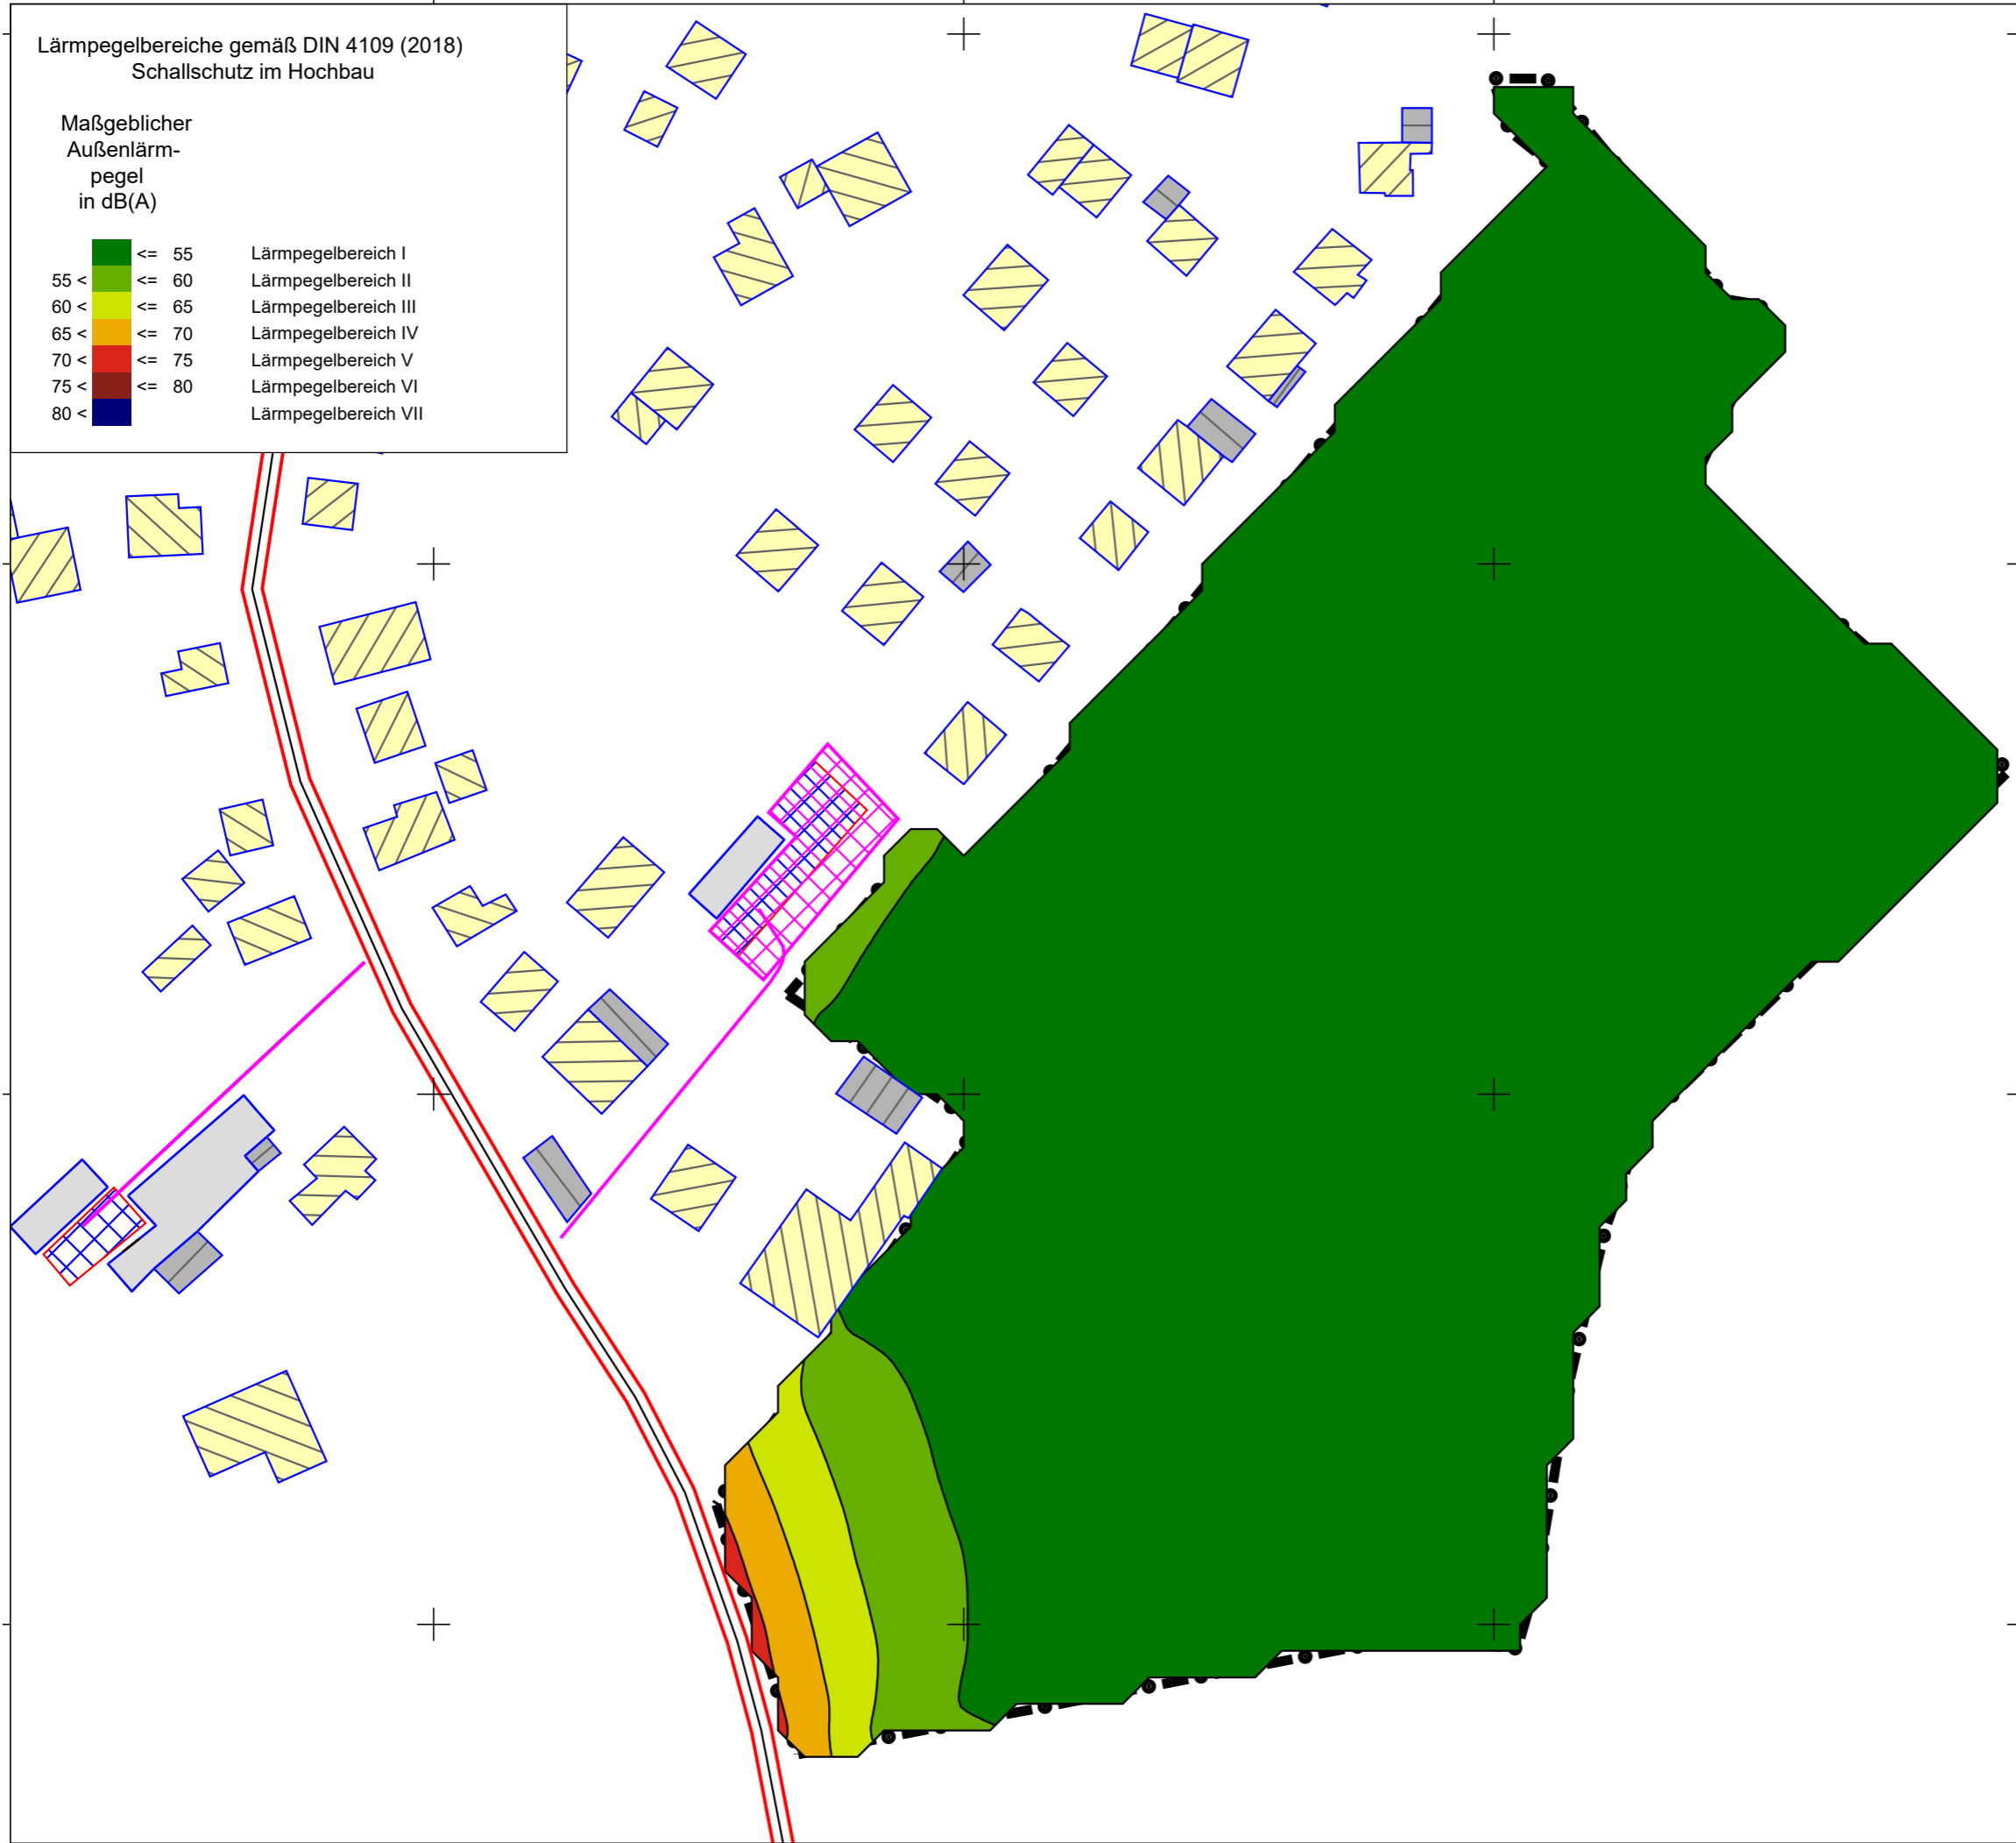 Lärmpegelbereiche gemäß DIN 4109 (2018)
Schallschutz im Hochbau
Maßgeblicher
Außenlärm-
pegel
in dB(A)
<= 55 Lärmpegelbereich I
55 < <= 60 Lärmpegelbereich II
60 < <= 65 Lärmpegelbereich III
65 < <= 70 Lärmpegelbereich IV
70 < <= 75 Lärmpegelbereich V
75 < <= 80 Lärmpegelbereich VI
80 < Lärmpegelbereich VII